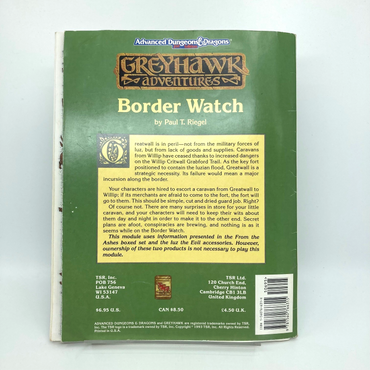 Advanced Dungeons & Dragons
GREYHAWK
ADVENTURES
Border Watch
by Paul T. Riegel
Greatwall is in peril—not from the military forces of
Iuz, but from lack of goods and supplies. Caravans
from Willip have ceased thanks to increased dangers
on the Willip Critwall Grabford Trail. As the key fort
positioned to contain the Iuzian flood, Greatwall is a
strategic necessity. Its failure would mean a major
incursion along the border.
Your characters are hired to escort a caravan from Greatwall to
Willip; if its merchants are afraid to come to the fort, the fort will
go to them. This should be simple, cut and dried guard job. Right?
Of course not. There are many surprises in store for your little
caravan, and your characters will need to keep their wits about
them day and night in order to make it to the other end. Secret
plans are afoot, conspiracies are brewing, and nothing is as it
seems while on the Border Watch.
This module uses information presented in the From the
Ashes boxed set and the Iuz the Evil accessories. However,
ownership of these two products is not necessary to play this
module.
TSR, Inc.
POB 756
Lake Geneva
WI 53147
U.S.A.
TSR Ltd.
120 Church End,
Cherry Hinton
Cambridge CB1 3LB
United Kingdom
$6.95 U.S.
CAN $8.50
£4.50 U.K.